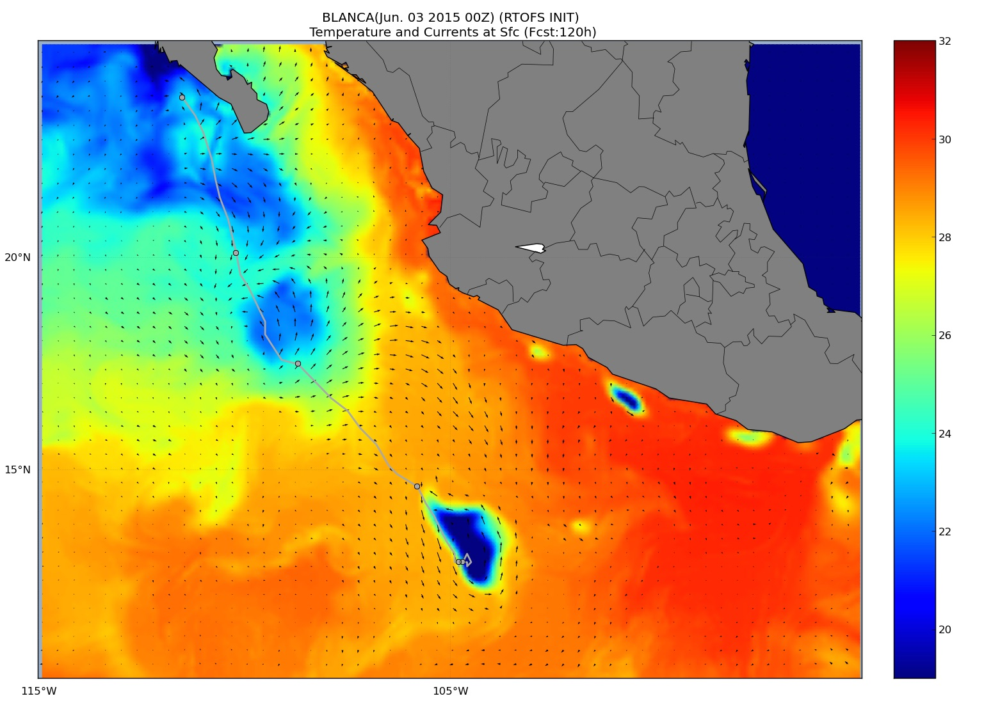 BLANCA(Jun. 03 2015 00Z) (RTOFS INIT)
Temperature and Currents at Sfc (Fcst:120h)
32
30
28
26
24
22
20
20°N
15°N
115°W
105°W